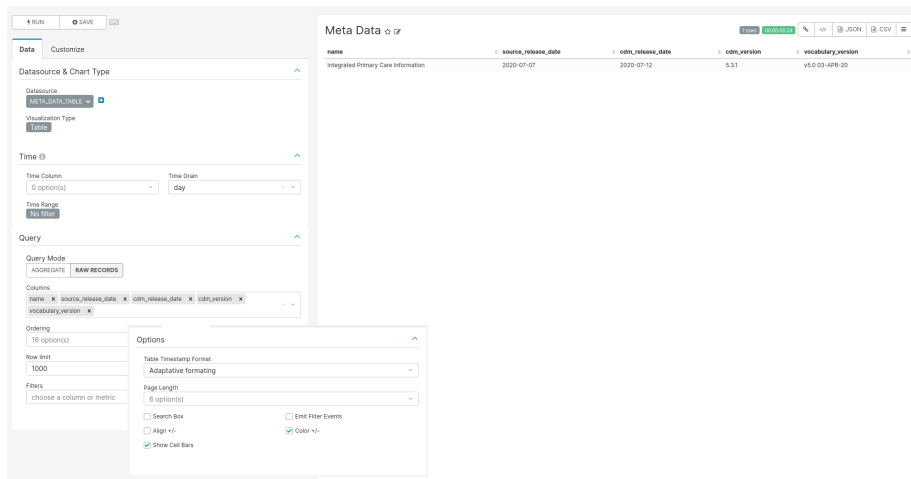 RUN
SAVE
Data
Customize
Datasource & Chart Type
Datasource
META_DATA_TABLE
Visualization Type
Table
Time
Time Column
Time Grain
0 option(s)
day
Time Range
No filter
Query
Query Mode
AGGREGATE
RAW RECORDS
Columns
name x source_release_date x cdm_release_date x cdm_version x
vocabulary_version x
Ordering
16 option(s)
Row limit
1000
Filters
choose a column or metric
Options
Table Timestamp Format
Adaptative formating
Page Length
6 option(s)
Search Box
Emit Filter Events
Align +/-
Color +/-
Show Cell Bars
Meta Data
1 rows
00:00:00.24
</>
.JSON
.CSV
name source_release_date cdm_release_date cdm_version vocabulary_version
Integrated Primary Care Information 2020-07-07 2020-07-12 5.3.1 v5.0 03-APR-20